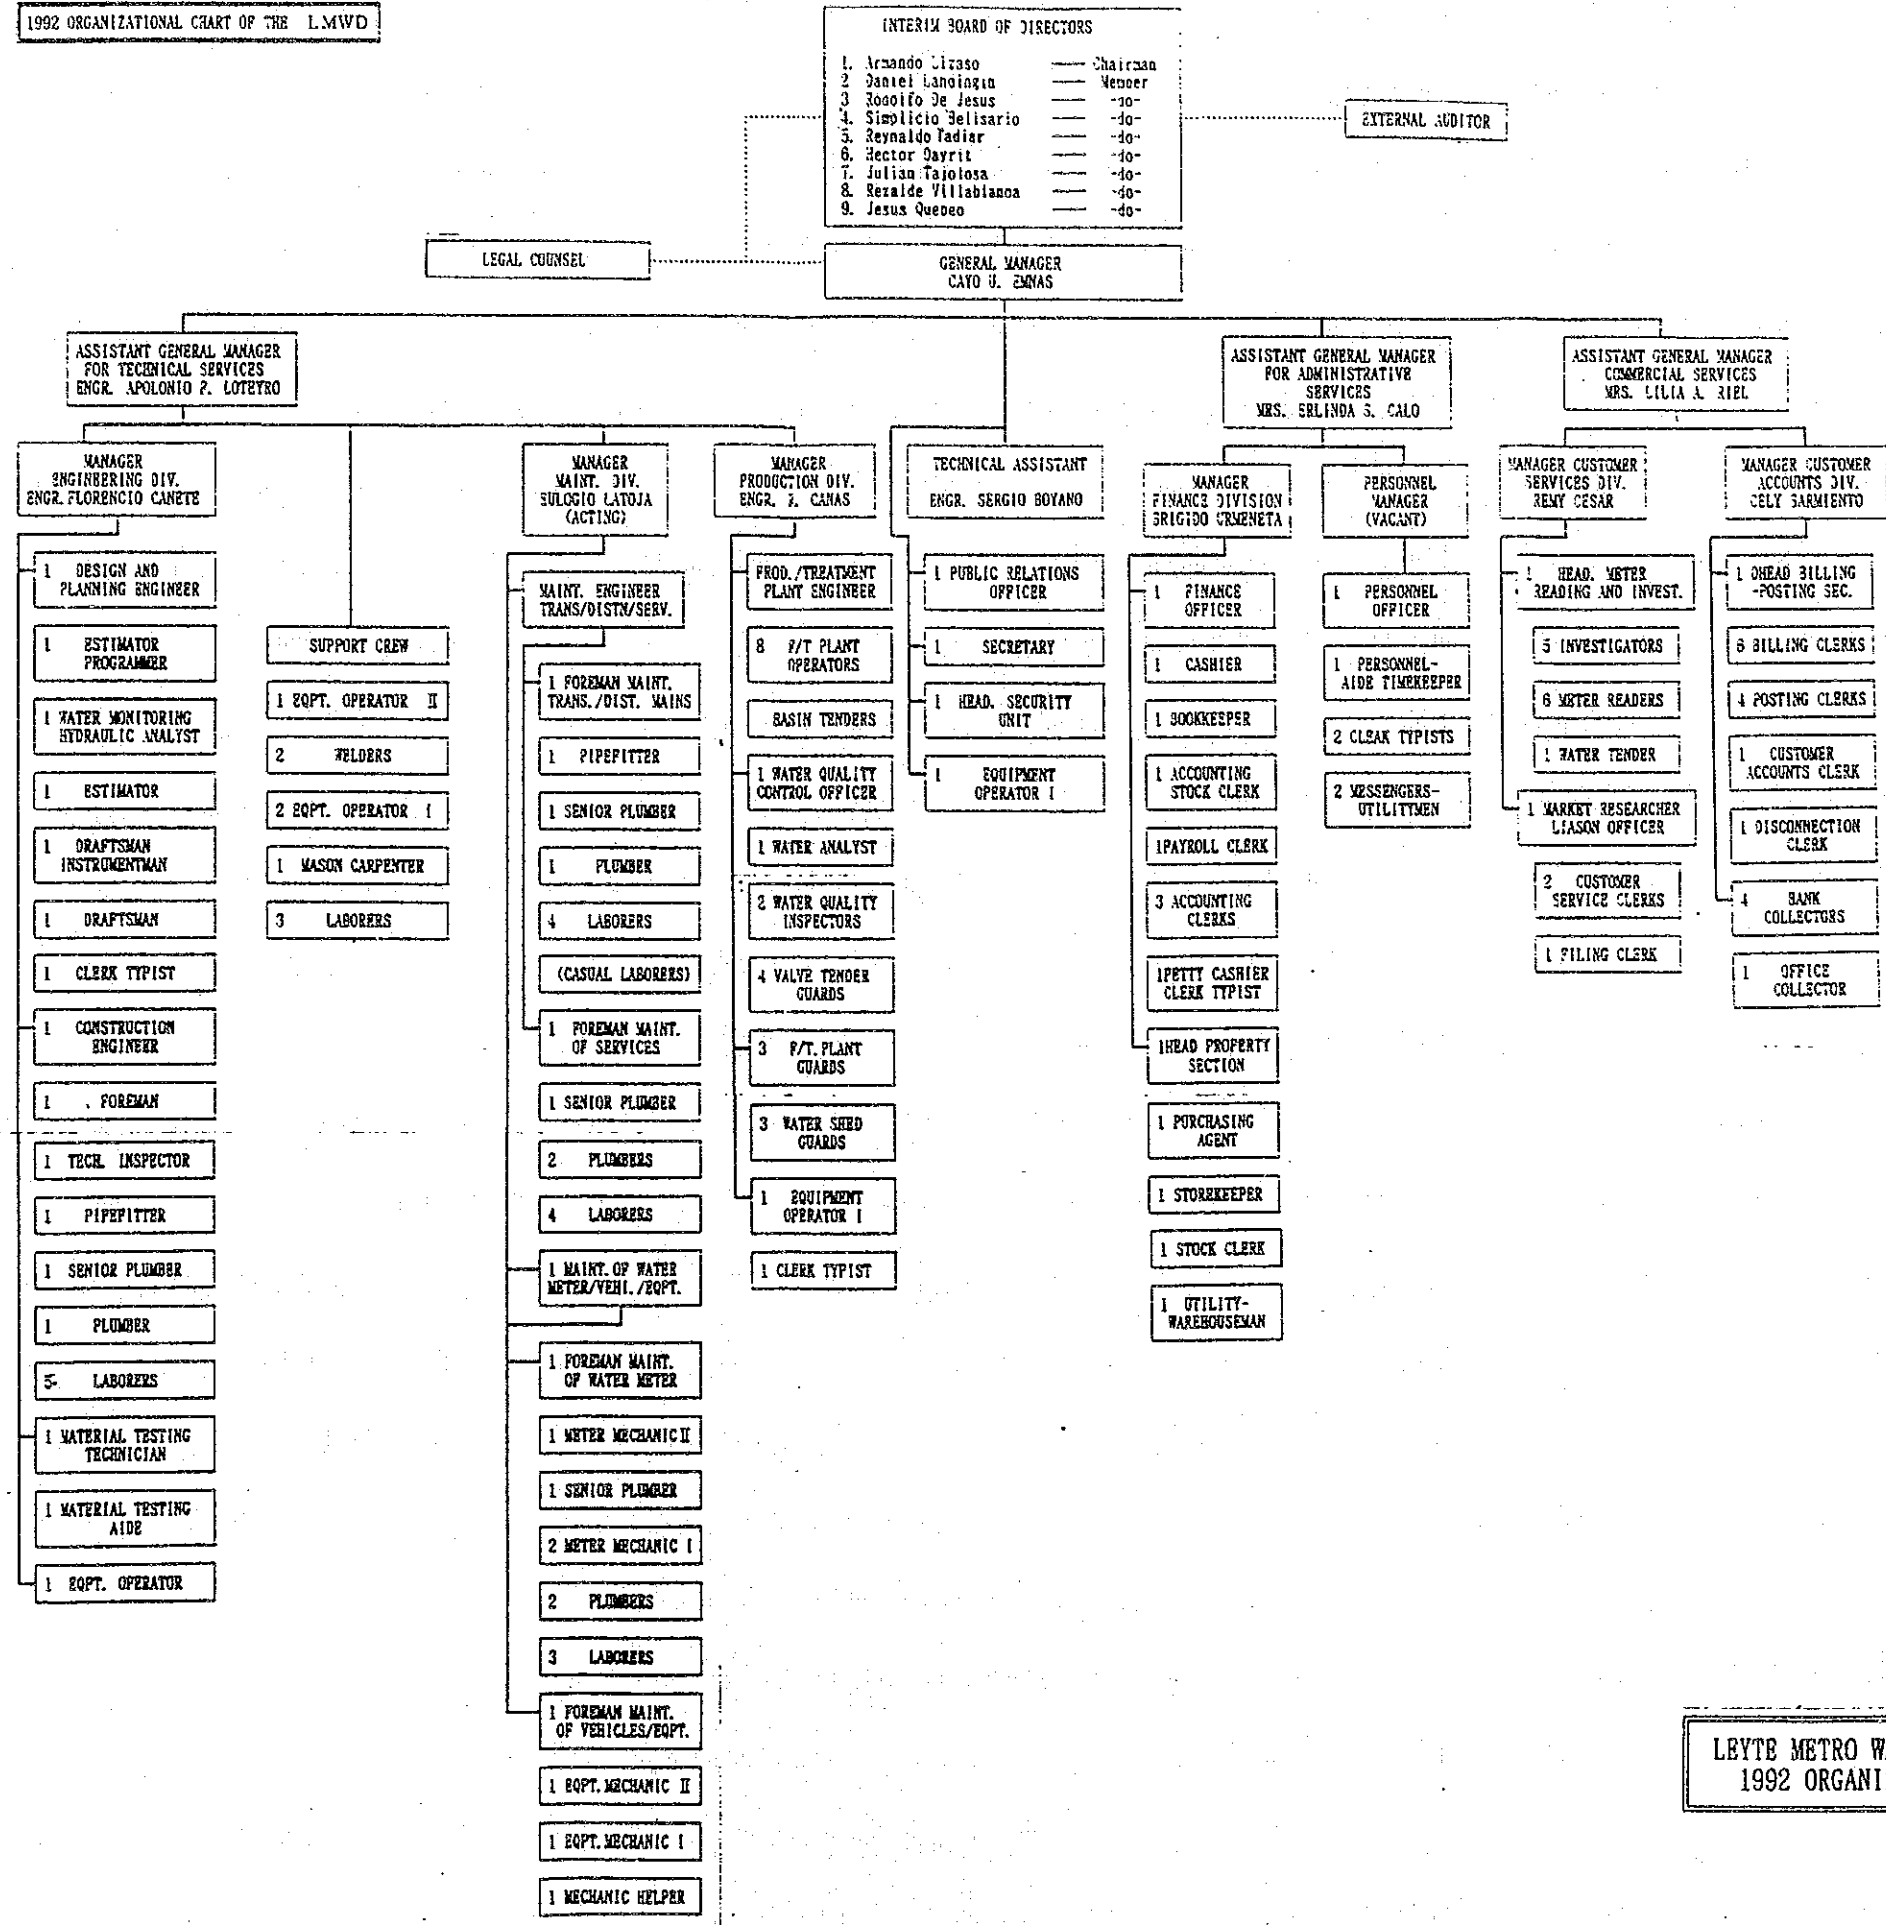 1992 ORGANIZATIONAL CHART OF THE LMWD
INTERIM BOARD OF DIRECTORS
1. Armando Lizaso — Chairman
2 Daniel Landingin — Member
3 Rodolfo De Jesus — -do-
4. Simplicio Belisario — -do-
5. Reynaldo Tadiar — -do-
6. Hector Dayrit — -do-
7. Julian Tajolosa — -do-
8. Rezalde Villablanca — -do-
9. Jesus — -do-
EXTERNAL AUDITOR
LEGAL COUNSEL
GENERAL MANAGER
CAYO U. EMNAS
ASSISTANT GENERAL MANAGER
FOR TECHNICAL SERVICES
ENGR. APOLONIO P. LOTEYRO
ASSISTANT GENERAL MANAGER
FOR ADMINISTRATIVE
SERVICES
MRS. ERLINDA S. CALO
ASSISTANT GENERAL MANAGER
COMMERCIAL SERVICES
MRS. LILIA A. RIEL
MANAGER
ENGINEERING DIV.
ENGR. FLORENCIO CANETE
1 DESIGN AND
PLANNING ENGINEER
1 ESTIMATOR
PROGRAMMER
1 WATER MONITORING
HYDRAULIC ANALYST
1 ESTIMATOR
1 DRAFTSMAN
INSTRUMENTMAN
1 DRAFTSMAN
1 CLERK TYPIST
1 CONSTRUCTION
ENGINEER
1 FOREMAN
1 TECH. INSPECTOR
1 PIPEFITTER
1 SENIOR PLUMBER
1 PLUMBER
5 LABORERS
1 MATERIAL TESTING
TECHNICIAN
1 MATERIAL TESTING
AIDE
1 EQPT. OPERATOR
SUPPORT CREW
1 EQPT. OPERATOR II
2 WELDERS
2 EQPT. OPERATOR I
1 MASON CARPENTER
3 LABORERS
MANAGER
MAINT. DIV.
EULOGIO LATOJA
(ACTING)
MAINT. ENGINEER
TRANS/DISTN/SERV.
1 FOREMAN MAINT.
TRANS./DIST. MAINS
1 PIPEFITTER
1 SENIOR PLUMBER
1 PLUMBER
4 LABORERS
(CASUAL LABORERS)
1 FOREMAN MAINT.
OF SERVICES
1 SENIOR PLUMBER
2 PLUMBERS
4 LABORERS
1 MAINT. OF WATER
METER/VEHI./EQPT.
1 FOREMAN MAINT.
OF WATER METER
1 METER MECHANIC II
1 SENIOR PLUMBER
2 METER MECHANIC I
2 PLUMBERS
3 LABORERS
1 FOREMAN MAINT.
OF VEHICLES/EQPT.
1 EQPT. MECHANIC II
1 EQPT. MECHANIC I
1 MECHANIC HELPER
MANAGER
PRODUCTION DIV.
ENGR. CANAS
PROD./TREATMENT
PLANT ENGINEER
8 P/T PLANT
OPERATORS
BASIN TENDERS
1 WATER QUALITY
CONTROL OFFICER
1 WATER ANALYST
2 WATER QUALITY
INSPECTORS
4 VALVE TENDER
GUARDS
3 P/T. PLANT
GUARDS
3 WATER SHED
GUARDS
1 EQUIPMENT
OPERATOR I
1 CLERK TYPIST
TECHNICAL ASSISTANT
ENGR. SERGIO BOYANO
1 PUBLIC RELATIONS
OFFICER
1 SECRETARY
1 HEAD. SECURITY
UNIT
1 EQUIPMENT
OPERATOR I
MANAGER
FINANCE DIVISION
BRIGIDO URMENETA
1 FINANCE
OFFICER
1 CASHIER
1 BOOKKEEPER
1 ACCOUNTING
STOCK CLERK
1PAYROLL CLERK
3 ACCOUNTING
CLERKS
1PETTY CASHIER
CLERK TYPIST
1HEAD PROPERTY
SECTION
1 PURCHASING
AGENT
1 STOREKEEPER
1 STOCK CLERK
1 UTILITY-
WAREHOUSEMAN
PERSONNEL
MANAGER
(VACANT)
1 PERSONNEL
OFFICER
1 PERSONNEL-
AIDE TIMEKEEPER
2 CLEAK TYPISTS
2 MESSENGERS-
UTILITYMEN
MANAGER CUSTOMER
SERVICES DIV.
REMY CESAR
1 HEAD. METER
READING AND INVEST.
5 INVESTIGATORS
6 METER READERS
1 WATER TENDER
1 MARKET RESEARCHER
LIASON OFFICER
2 CUSTOMER
SERVICE CLERKS
1 FILING CLERK
MANAGER CUSTOMER
ACCOUNTS DIV.
CELY SARMIENTO
1 OHEAD BILLING
-POSTING SEC.
6 BILLING CLERKS
4 POSTING CLERKS
1 CUSTOMER
ACCOUNTS CLERK
1 DISCONNECTION
CLERK
4 BANK
COLLECTORS
1 OFFICE
COLLECTOR
LEYTE METRO W
1992 ORGANI